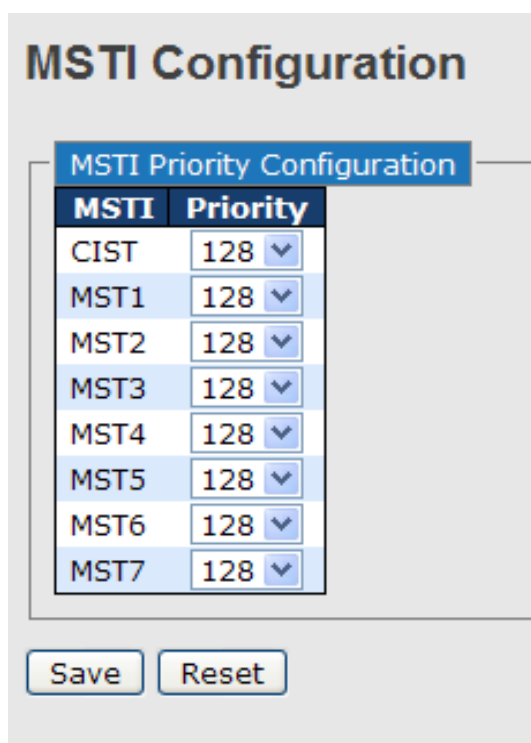 MSTI Configuration
MSTI Priority Configuration
MSTI Priority
CIST 128
MST1 128
MST2 128
MST3 128
MST4 128
MST5 128
MST6 128
MST7 128
Save Reset